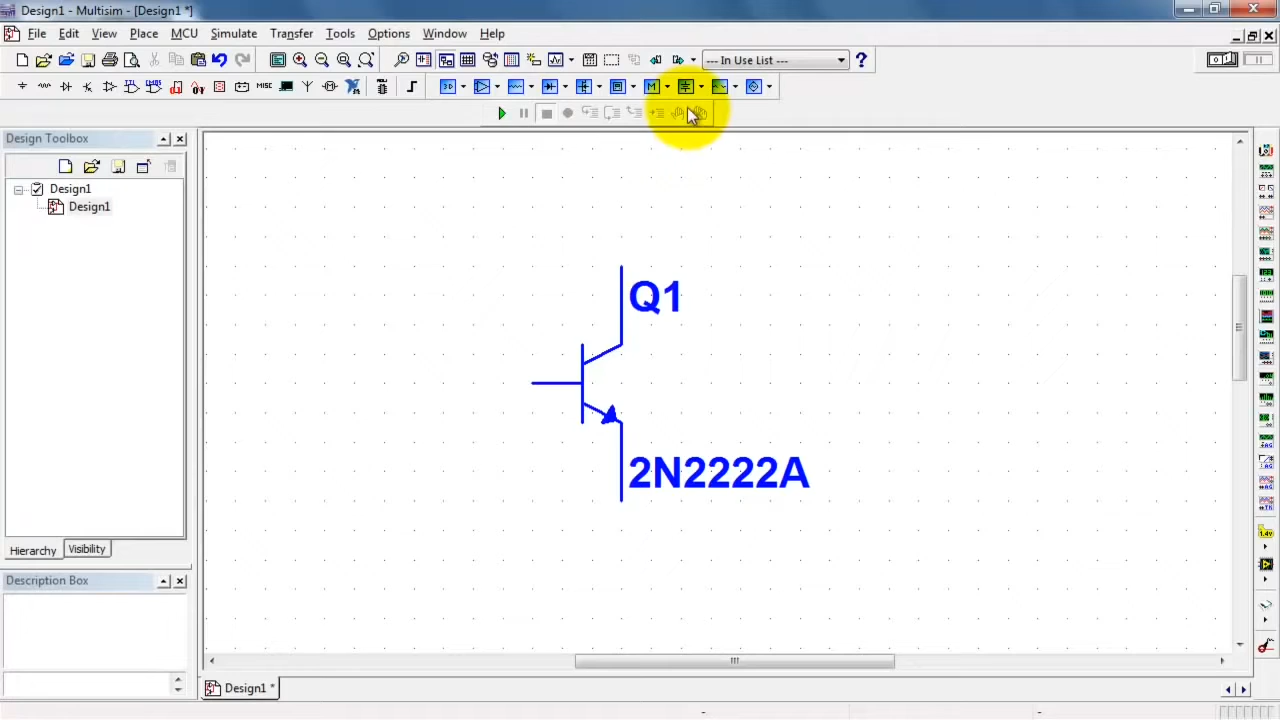 Design1 - Multisim - [Design1 *]
File Edit View Place MCU Simulate Transfer Tools Options Window Help
--- In Use List --- ?
MISC
Design Toolbox
Design1
Design1
Q1
2N2222A
Hierarchy Visibility
Description Box
Design1 *